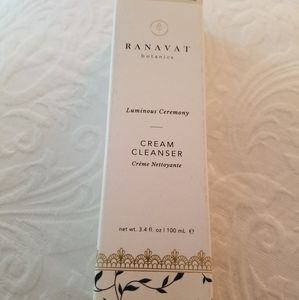 RANAVAT
botanics
Luminous Ceremony
CREAM
CLEANSER
Crème Nettoyante
net wt. 3.4 fl. oz | 100 mL ℮